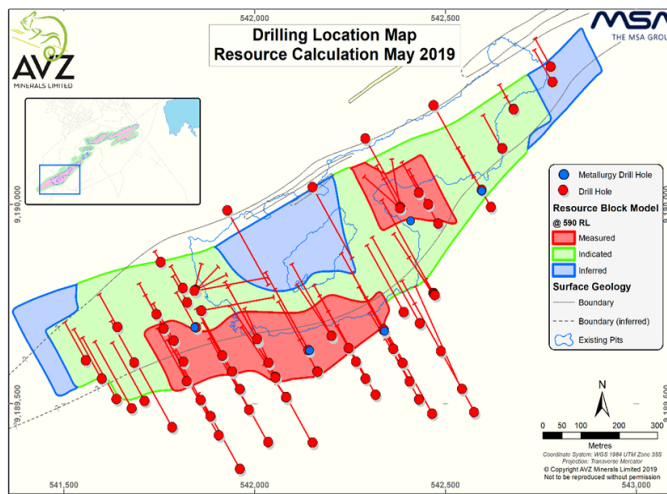 542,000
542,500
Drilling Location Map
Resource Calculation May 2019
AVZ
MINERALS LIMITED
MSA
THE MSA GROU
9,190,000
Metallurgy Drill Hole
Drill Hole
Resource Block Model
@ 590 RL
Measured
Indicated
Inferred
Surface Geology
Boundary
Boundary (inferred)
Existing Pits
N
9,189,500
0 50 100 200 300
Metres
Coordinate System: WGS 1984 UTM Zone 35S
Projection: Transverse Mercator
© Copyright AVZ Minerals Limited 2019
Not to be reproduced without permission
541,500
542,000
542,500
543,000